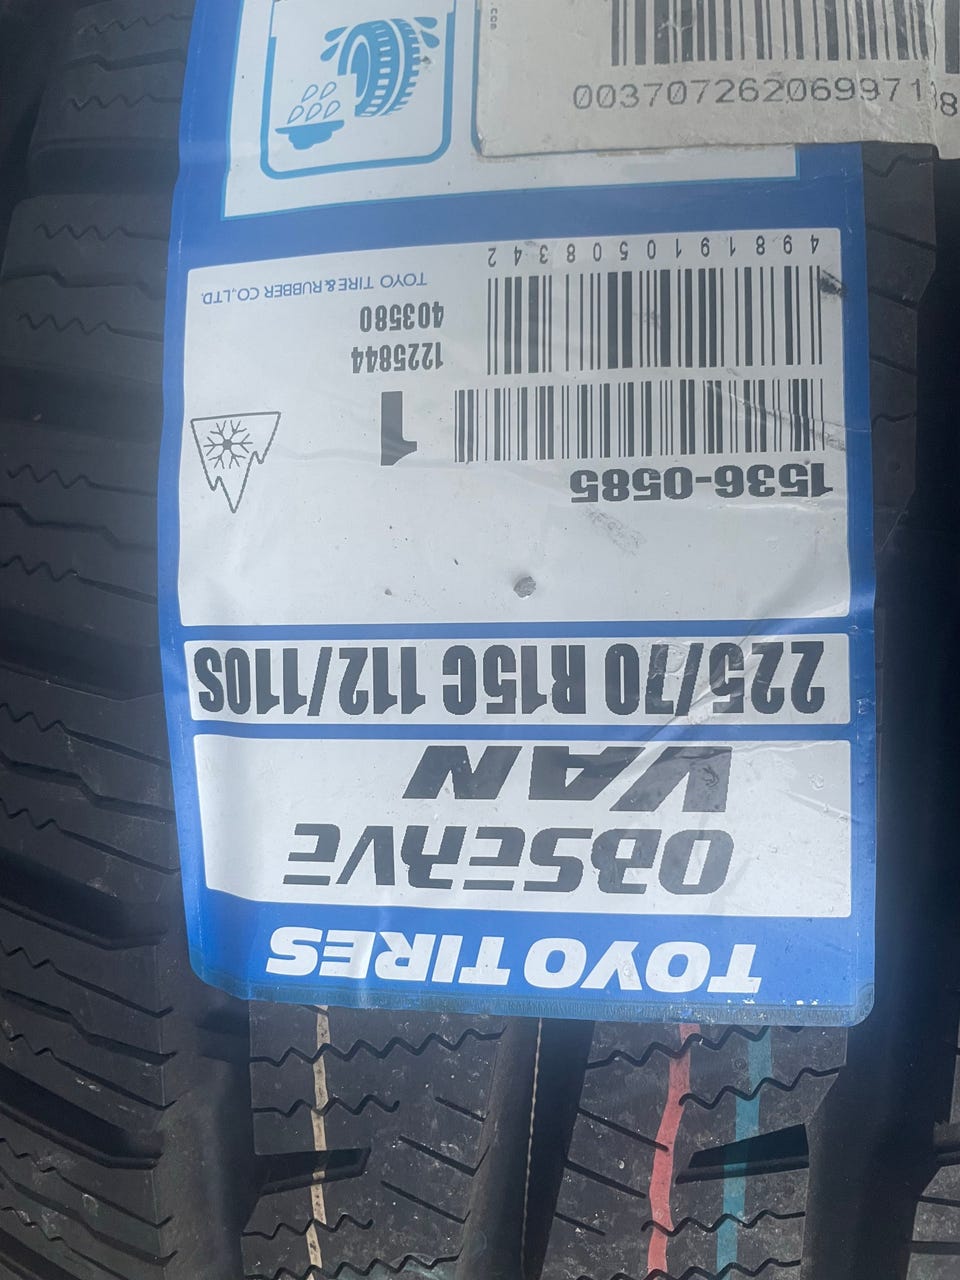 TOYO TIRES
OBSERVE
VAN
225/70 R15C 112/110S
1536-0585
1
1225844
403580
4981910508342
TOYO TIRE & RUBBER CO.,LTD.
003707262069971